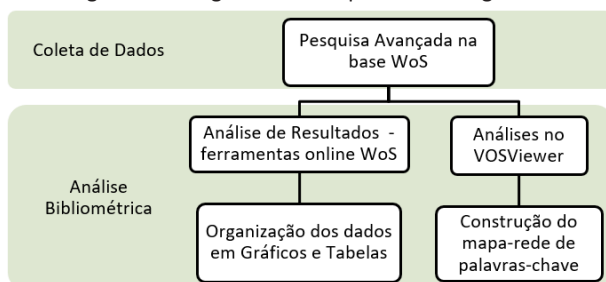 Coleta de Dados
Pesquisa Avançada na
base WoS
Análise
Bibliométrica
Análise de Resultados -
ferramentas online WoS
Análises no
VOSViewer
Organização dos dados
em Gráficos e Tabelas
Construção do
mapa-rede de
palavras-chave